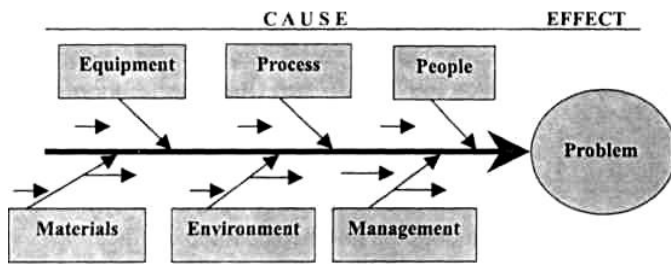 CAUSE EFFECT
Equipment Process People
Problem
Materials Environment Management